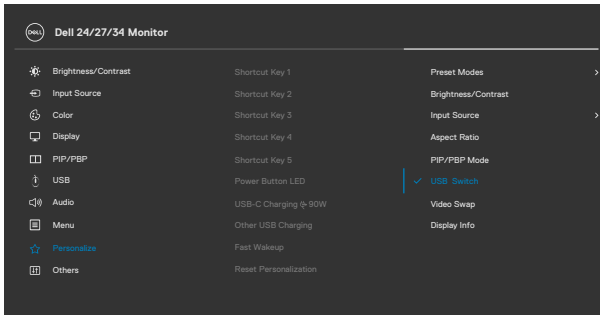 DELL Dell 24/27/34 Monitor
Brightness/Contrast
Input Source
Color
Display
PIP/PBP
USB
Audio
Menu
Personalize
Others
Shortcut Key 1
Shortcut Key 2
Shortcut Key 3
Shortcut Key 4
Shortcut Key 5
Power Button LED
USB-C Charging 90W
Other USB Charging
Fast Wakeup
Reset Personalization
Preset Modes
Brightness/Contrast
Input Source
Aspect Ratio
PIP/PBP Mode
USB Switch
Video Swap
Display Info